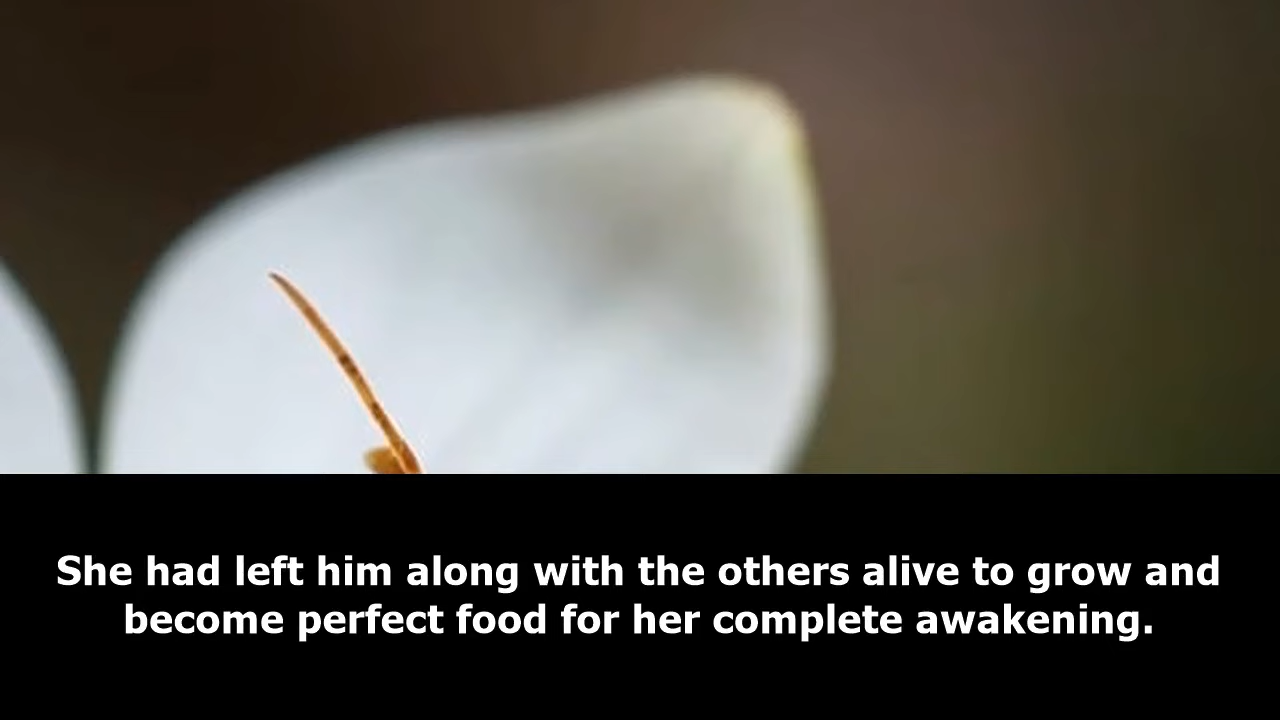 She had left him along with the others alive to grow and
become perfect food for her complete awakening.